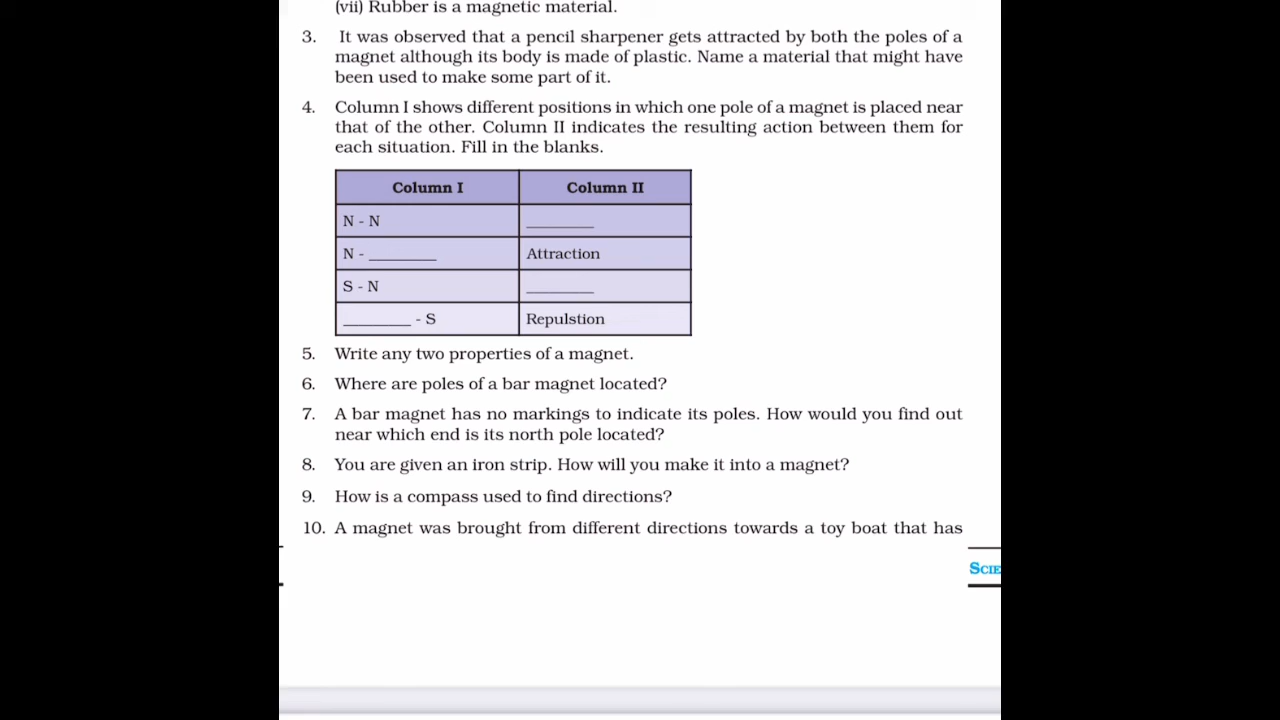 (vii) Rubber is a magnetic material.
3. It was observed that a pencil sharpener gets attracted by both the poles of a
magnet although its body is made of plastic. Name a material that might have
been used to make some part of it.
4. Column I shows different positions in which one pole of a magnet is placed near
that of the other. Column II indicates the resulting action between them for
each situation. Fill in the blanks.
Column I Column II
N - N ________
N - ________ Attraction
S - N ________
________ - S Repulstion
5. Write any two properties of a magnet.
6. Where are poles of a bar magnet located?
7. A bar magnet has no markings to indicate its poles. How would you find out
near which end is its north pole located?
8. You are given an iron strip. How will you make it into a magnet?
9. How is a compass used to find directions?
10. A magnet was brought from different directions towards a toy boat that has